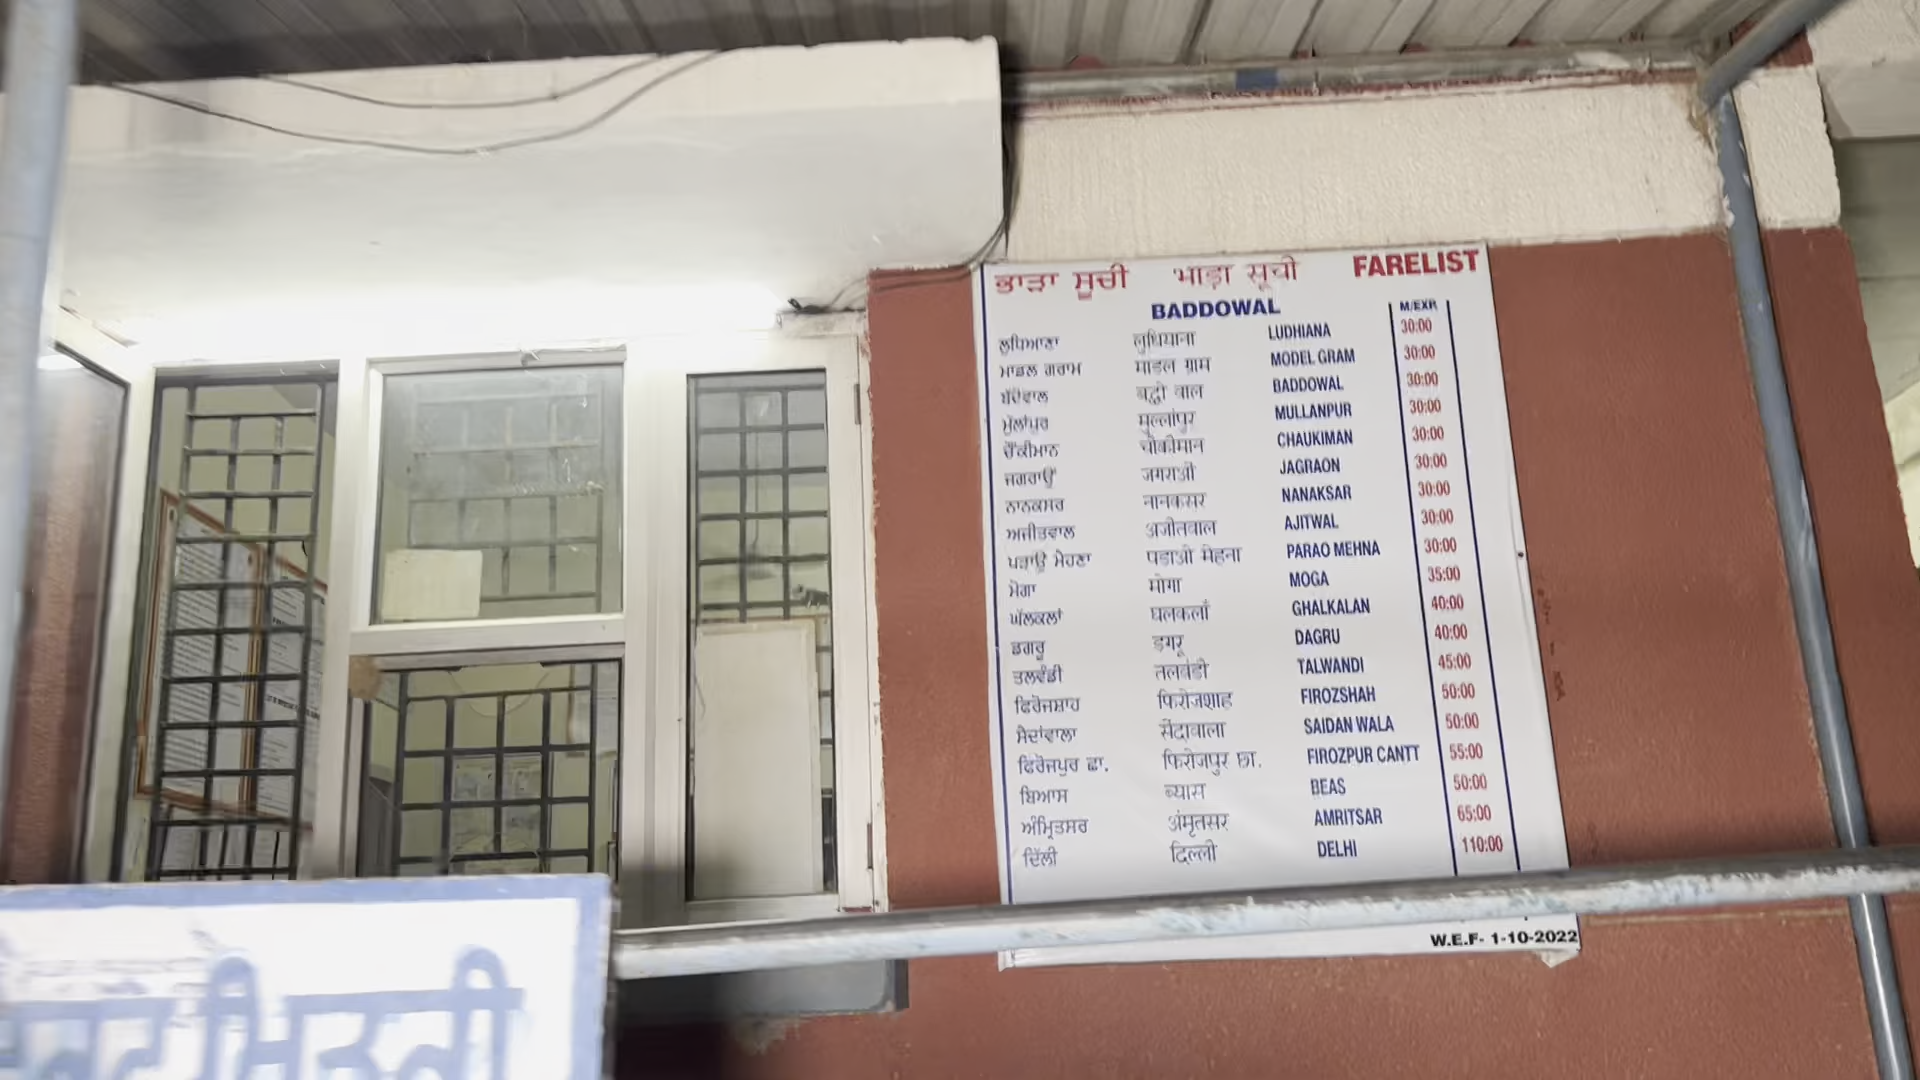 ਭਾੜਾ ਸੂਚੀ भाड़ा सूची FARELIST
BADDOWAL M/EXP.
ਲੁਧਿਆਣਾ लुधियाना LUDHIANA 30:00
ਮਾਡਲ ਗਰਾਮ माडल ग्राम MODEL GRAM 30:00
ਬੱਦੋਵਾਲ बद्दो वाल BADDOWAL 30:00
ਮੁੱਲਾਂਪੁਰ मुल्लांपुर MULLANPUR 30:00
ਚੌਂਕੀਮਾਨ चौकीमान CHAUKIMAN 30:00
ਜਗਰਾਉਂ जगराओ JAGRAON 30:00
ਨਾਨਕਸਰ नानकसर NANAKSAR 30:00
ਅਜੀਤਵਾਲ अजीतवाल AJITWAL 30:00
ਪੜਾਉ ਮੇਹਣਾ पडाओ मेहना PARAO MEHNA 30:00
ਮੋਗਾ मोगा MOGA 35:00
ਘੱਲਕਲਾਂ घलकलाँ GHALKALAN 40:00
ਡਗਰੂ डगरू DAGRU 40:00
ਤਲਵੰਡੀ तलवंडी TALWANDI 45:00
ਫਿਰੋਜਸ਼ਾਹ फिरोजशाह FIROZSHAH 50:00
ਸੈਦਾਂਵਾਲਾ सैदावाला SAIDAN WALA 50:00
ਫਿਰੋਜਪੁਰ ਛਾ. फिरोजपुर छा. FIROZPUR CANTT 55:00
ਬਿਆਸ ब्यास BEAS 50:00
ਅੰਮ੍ਰਿਤਸਰ अंमृतसर AMRITSAR 65:00
ਦਿੱਲੀ दिल्ली DELHI 110:00
W.E.F- 1-10-2022